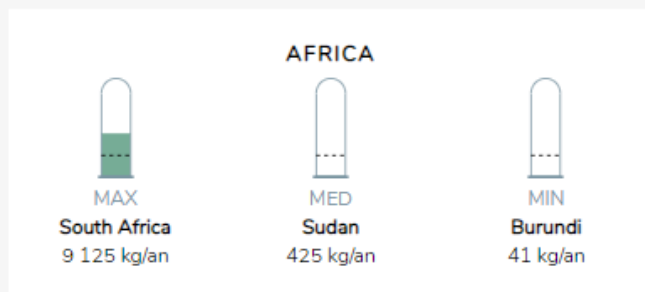 AFRICA
MAX
South Africa
9 125 kg/an
MED
Sudan
425 kg/an
MIN
Burundi
41 kg/an